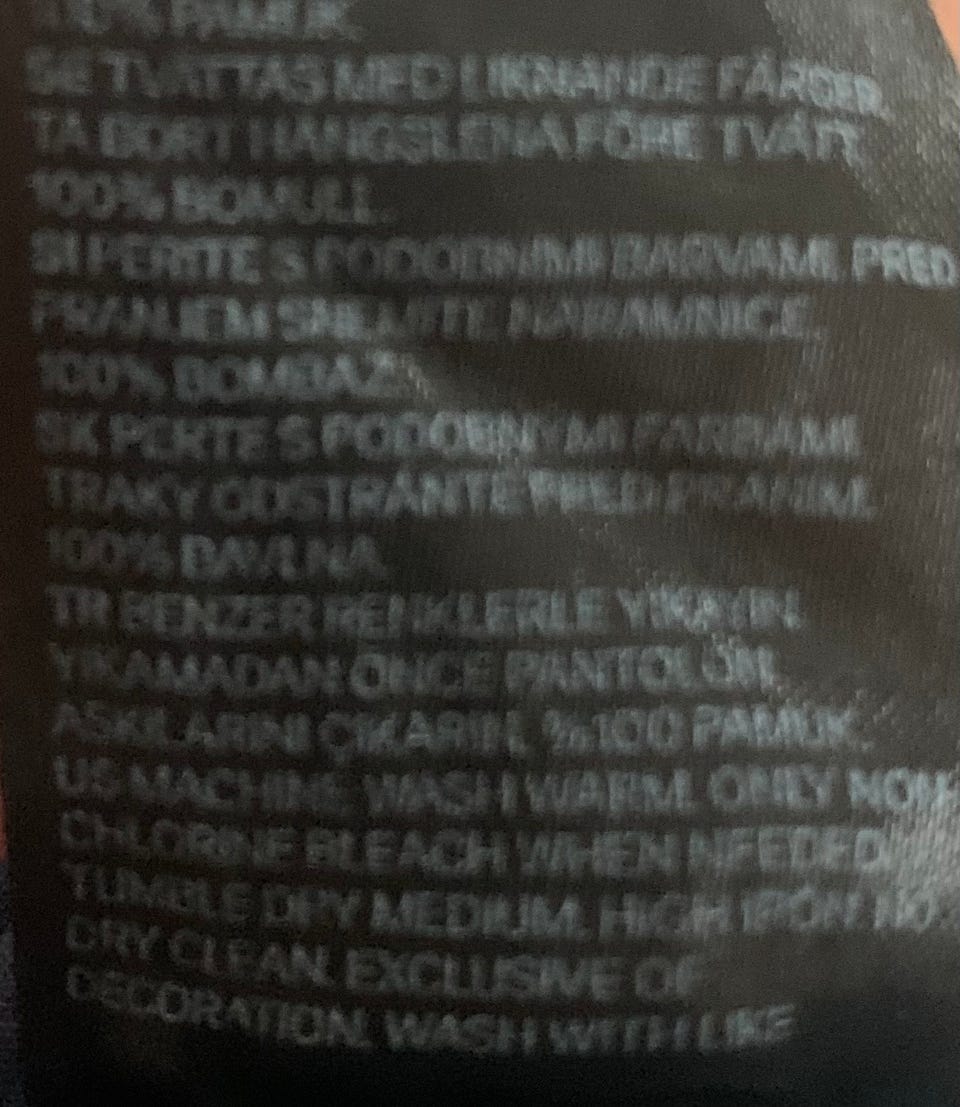 100% PAMUK.
SE TVÄTTAS MED LIKNANDE FÄRGER.
TA BORT HÄNGSLENA FÖRE TVÄTT.
100% BOMULL.
SI PERITE S PODOBNIMI BARVAMI. PRED
PRANJEM SNEMITE NARAMNICE.
100% BOMBAŽ.
SK PERTE S PODOBNÝMI FARBAMI.
TRAKY ODSTRÁŇTE PRED PRANÍM.
100% BAVLNA.
TR BENZER RENKLERLE YIKAYIN.
YIKAMADAN ÖNCE PANTOLON
ASKILARINI ÇIKARIN. %100 PAMUK.
US MACHINE WASH WARM. ONLY NON-
CHLORINE BLEACH WHEN NEEDED.
TUMBLE DRY MEDIUM. HIGH IRON. NO
DRY CLEAN. EXCLUSIVE OF
DECORATION. WASH WITH LIKE